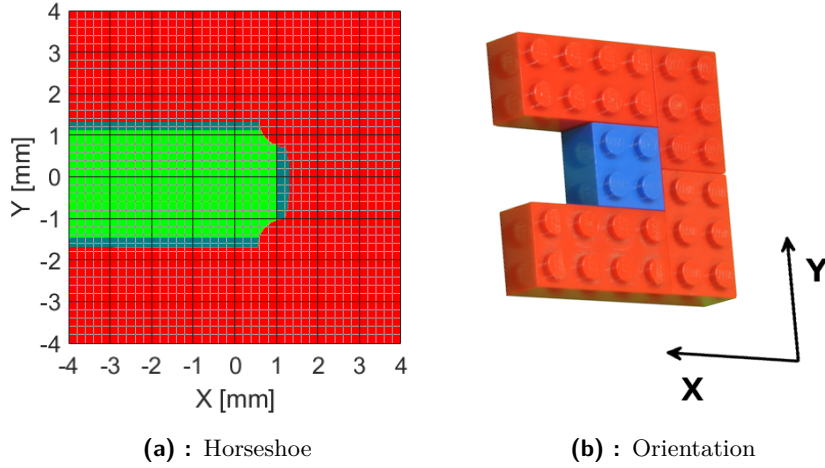 4
3
2
1
0
-1
-2
-3
-4
Y [mm]
-4 -3 -2 -1 0 1 2 3 4
X [mm]
Y
X
(a) : Horseshoe
(b) : Orientation